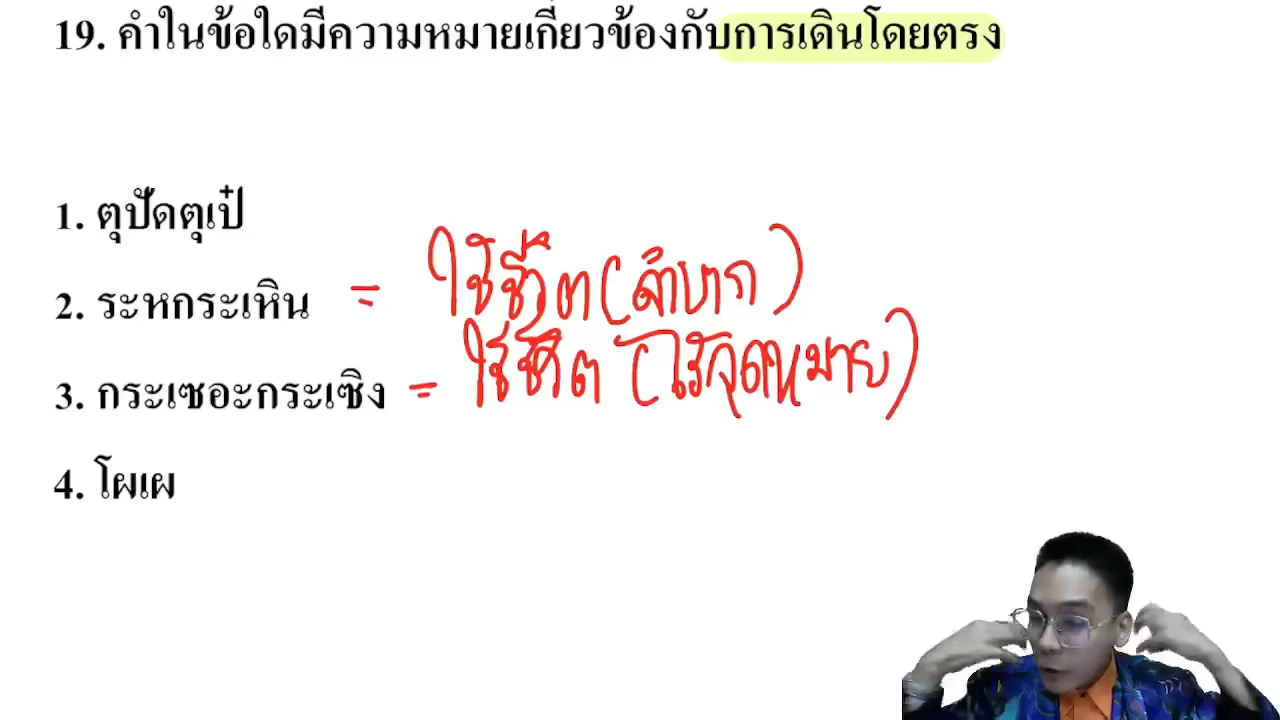 19. คำในข้อใดมีความหมายเกี่ยวข้องกับการเดินโดยตรง
1. ตุปัดตุเป๋
2. ระหกระเหิน = ใช้ชีวิต (ลำบาก)
3. กระเซอะกระเซิง = ใช้ชีวิต (ไร้จุดหมาย)
4. โผเผ